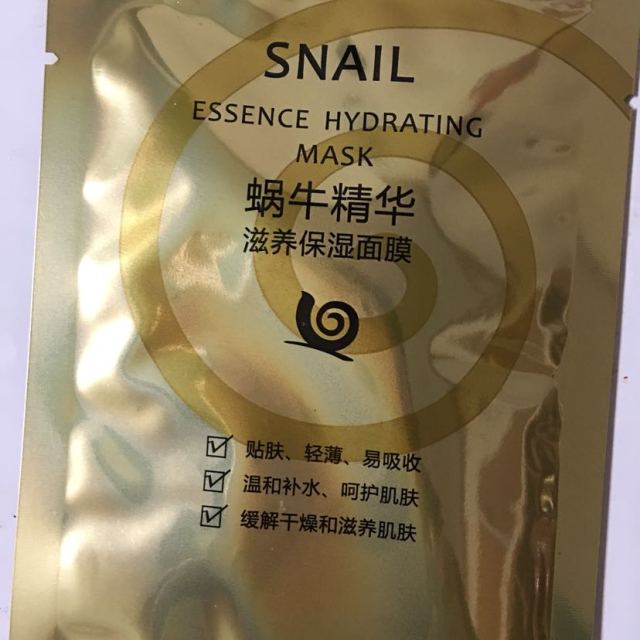 SNAIL
ESSENCE HYDRATING
MASK
蜗牛精华
滋养保湿面膜
贴肤、轻薄、易吸收
温和补水、呵护肌肤
缓解干燥和滋养肌肤